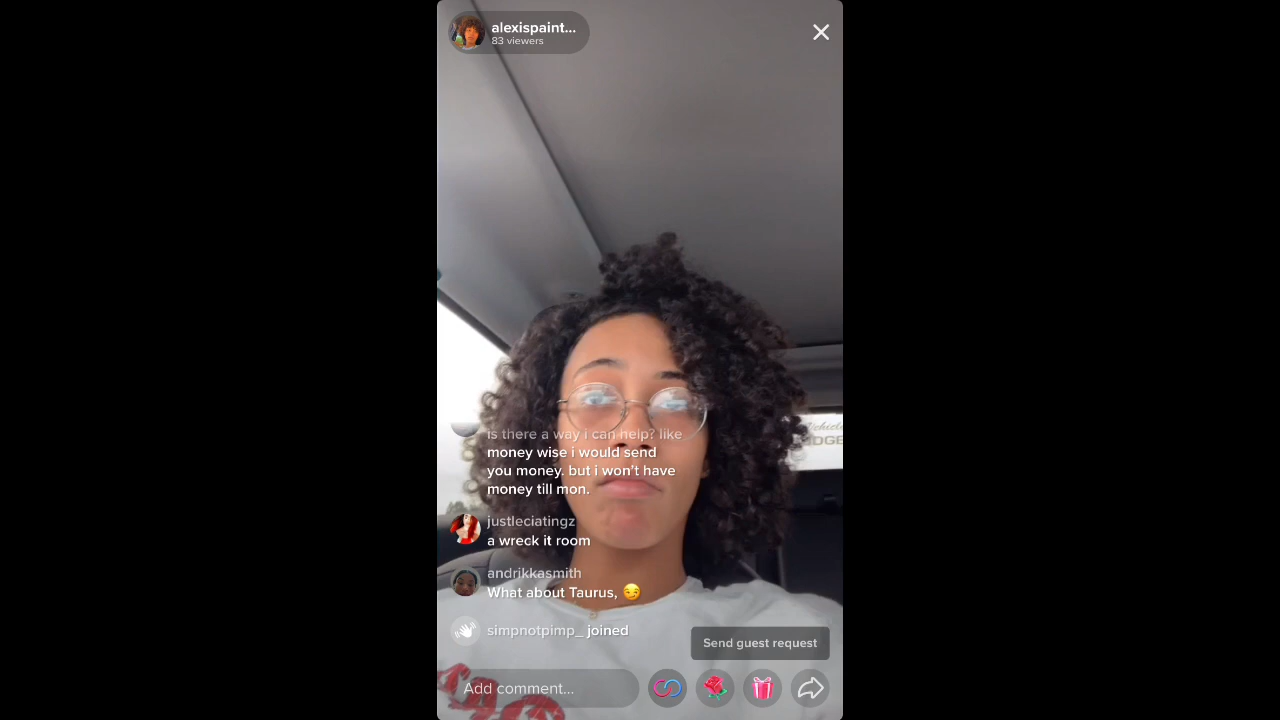 alexispaint...
83 viewers
is there a way i can help? like
money wise i would send
you money. but i won't have
money till mon.
justleciatingz
a wreck it room
andrikkasmith
What about Taurus, 😏
simpnotpimp_ joined
Send guest request
Add comment...